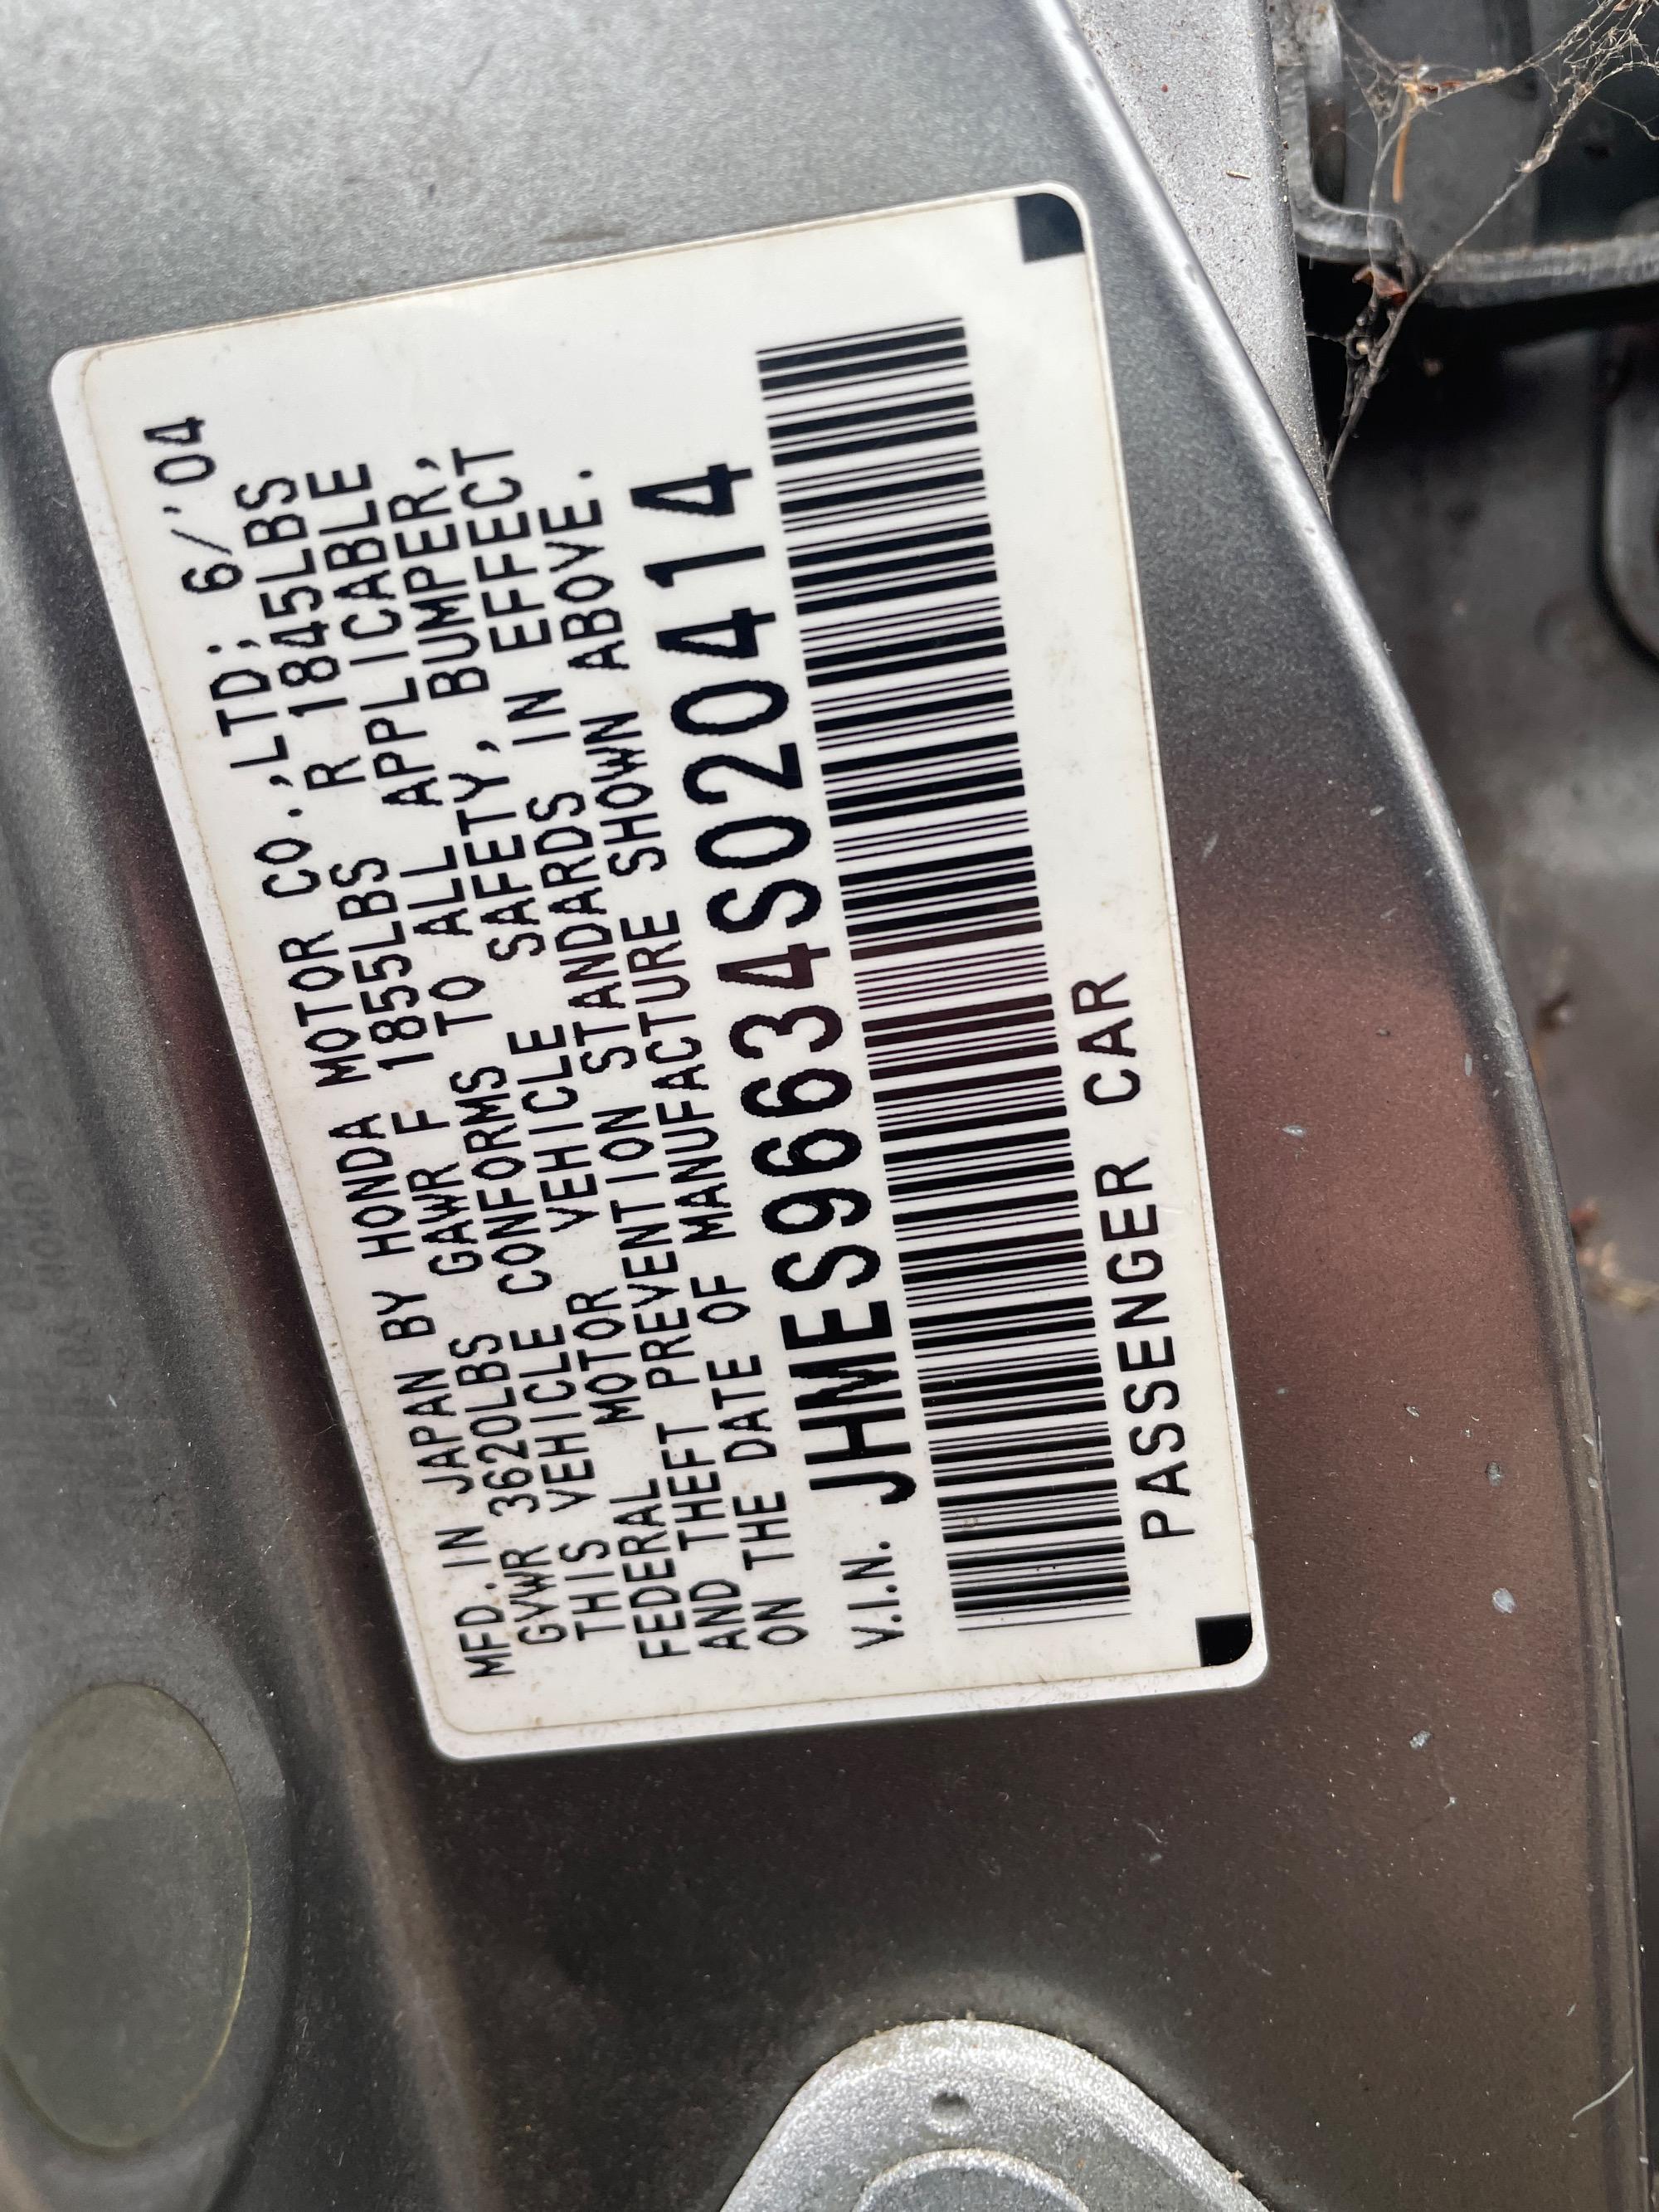 MFD. IN JAPAN BY HONDA MOTOR CO.,LTD; 6/'04
GVWR 3620LBS GAWR F 1855LBS R 1845LBS
THIS VEHICLE CONFORMS TO ALL APPLICABLE
FEDERAL MOTOR VEHICLE SAFETY, BUMPER,
AND THEFT PREVENTION STANDARDS IN EFFECT
ON THE DATE OF MANUFACTURE SHOWN ABOVE.
V.I.N. JHMES96634S020414
PASSENGER CAR